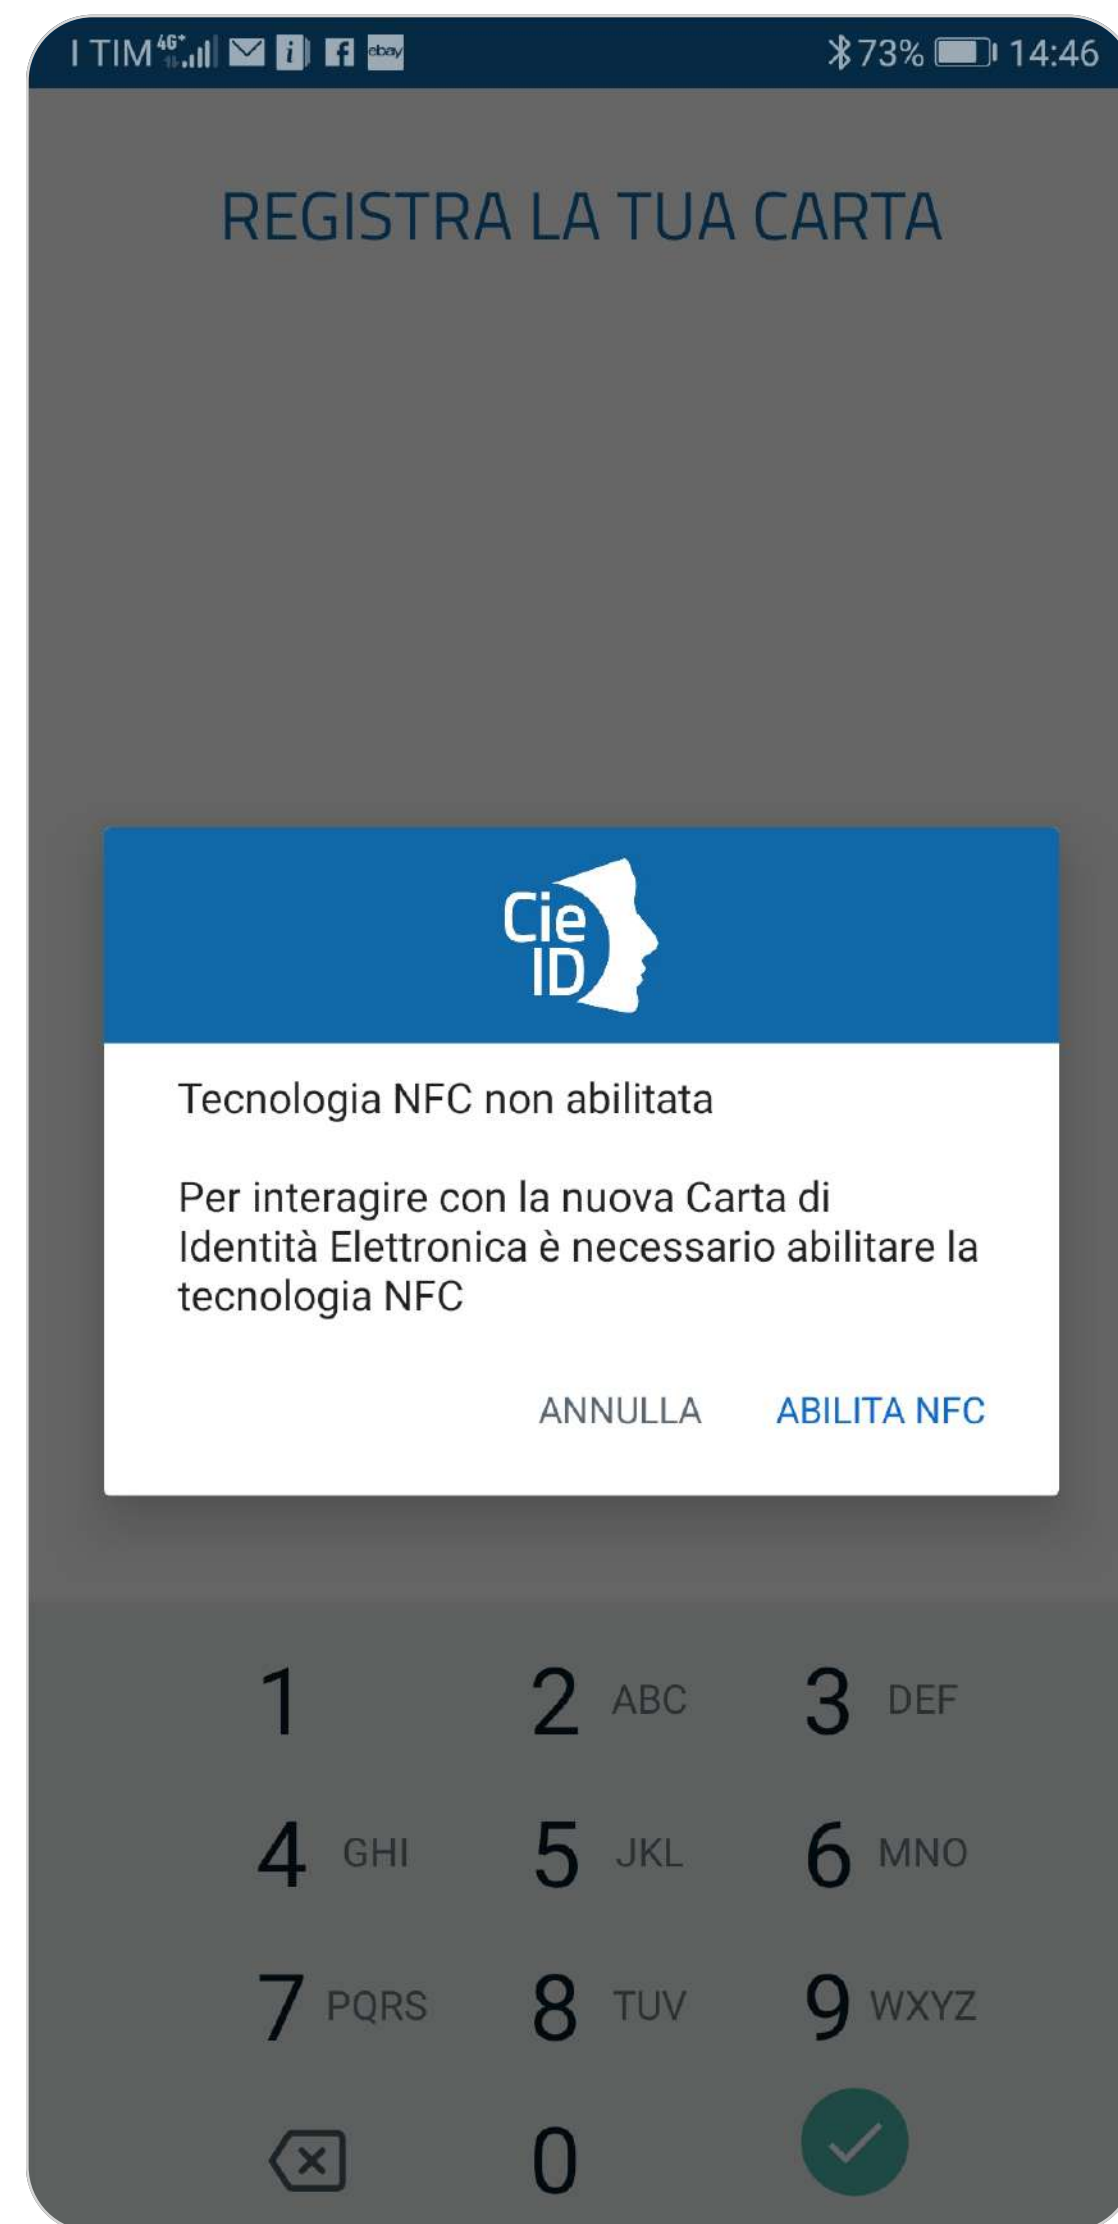 I TIM 4G+ ebay 73% 14:46
REGISTRA LA TUA CARTA
Cie
ID
Tecnologia NFC non abilitata
Per interagire con la nuova Carta di
Identità Elettronica è necessario abilitare la
tecnologia NFC
ANNULLA ABILITA NFC
1 2 ABC 3 DEF
4 GHI 5 JKL 6 MNO
7 PQRS 8 TUV 9 WXYZ
0